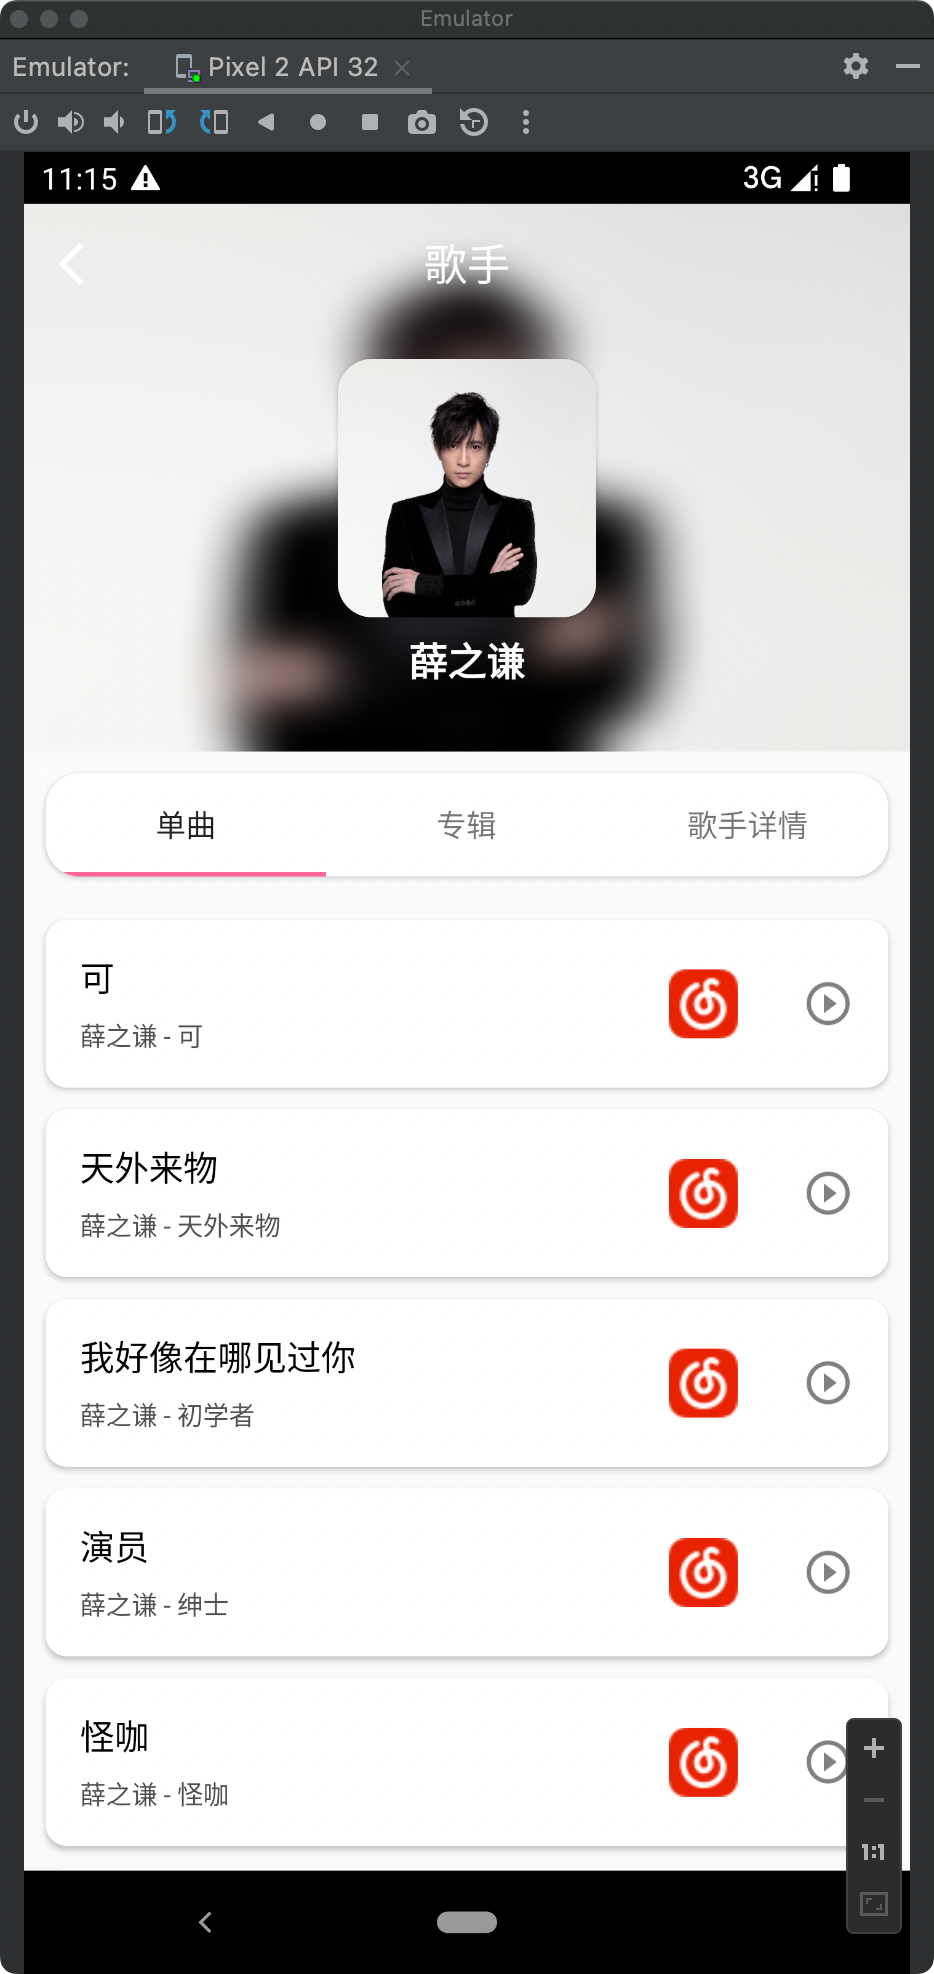 Emulator
Emulator:
Pixel 2 API 32
11:15
3G
歌手
薛之谦
单曲
专辑
歌手详情
可
薛之谦 - 可
天外来物
薛之谦 - 天外来物
我好像在哪见过你
薛之谦 - 初学者
演员
薛之谦 - 绅士
怪咖
薛之谦 - 怪咖
1:1